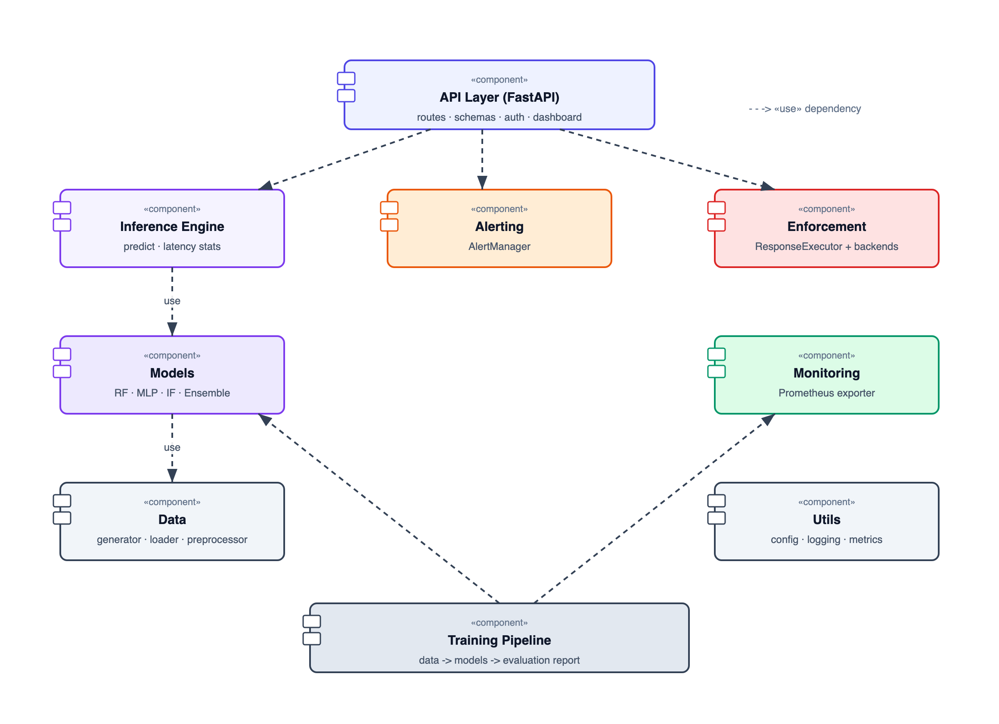 «component»
API Layer (FastAPI)
routes · schemas · auth · dashboard
- - -> «use» dependency
«component»
Inference Engine
predict · latency stats
«component»
Alerting
AlertManager
«component»
Enforcement
ResponseExecutor + backends
use
«component»
Models
RF · MLP · IF · Ensemble
«component»
Monitoring
Prometheus exporter
use
«component»
Data
generator · loader · preprocessor
«component»
Utils
config · logging · metrics
«component»
Training Pipeline
data -> models -> evaluation report